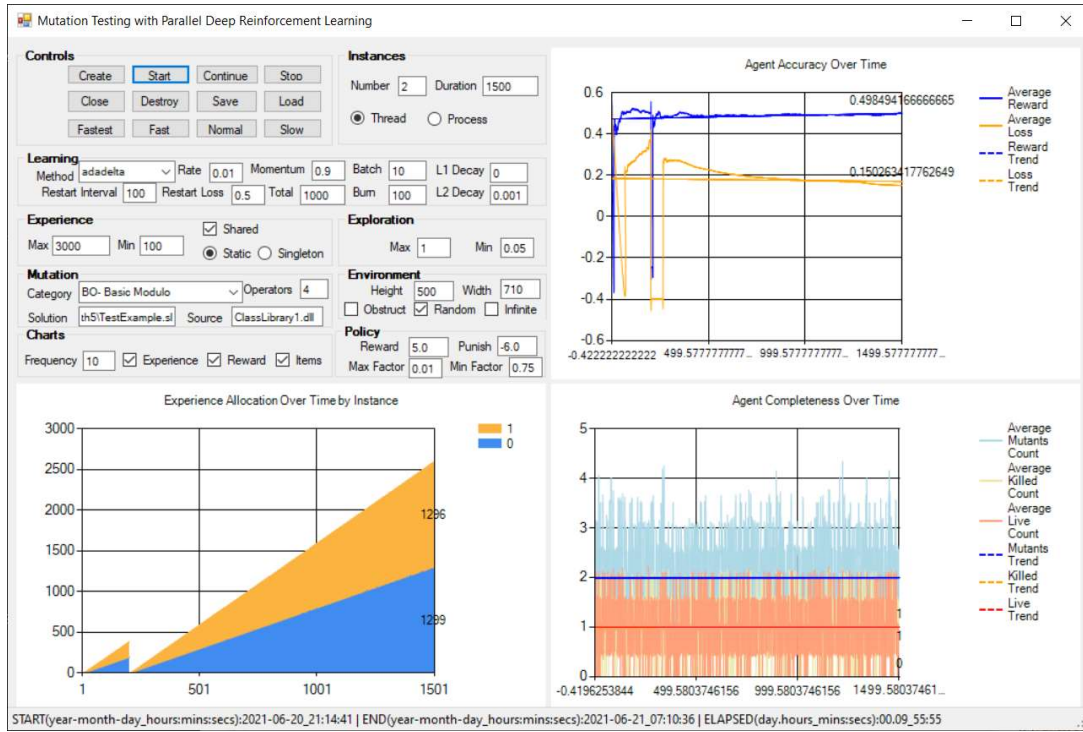 Mutation Testing with Parallel Deep Reinforcement Learning
Controls
Create Start Continue Stop
Close Destroy Save Load
Fastest Fast Normal Slow
Instances
Number 2 Duration 1500
Thread Process
Learning
Method adadelta Rate 0.01 Momentum 0.9 Batch 10 L1 Decay 0
Restart Interval 100 Restart Loss 0.5 Total 1000 Burn 100 L2 Decay 0.001
Experience
Shared
Max 3000 Min 100 Static Singleton
Exploration
Max 1 Min 0.05
Mutation
Category BO- Basic Modulo Operators 4
Solution th5\TestExample.sl Source ClassLibrary1.dll
Environment
Height 500 Width 710
Obstruct Random Infinite
Charts
Frequency 10 Experience Reward Items
Policy
Reward 5.0 Punish -6.0
Max Factor 0.01 Min Factor 0.75
Agent Accuracy Over Time
0.6
0.4
0.2
0
-0.2
-0.4
-0.6
0.498494166666665
0.150263417762649
-0.4222222222222 499.5777777777... 999.5777777777... 1499.577777777...
Average
Reward
Average
Loss
Reward
Trend
Loss
Trend
Experience Allocation Over Time by Instance
3000
2500
2000
1500
1000
500
0
1296
1299
1 501 1001 1501
1
0
Agent Completeness Over Time
5
4
3
2
1
0
1
1
0
-0.4196253844 499.5803746156 999.5803746156 1499.58037461...
Average
Mutants
Count
Average
Killed
Count
Average
Live
Count
Mutants
Trend
Killed
Trend
Live
Trend
START(year-month-day_hours:mins:secs):2021-06-20_21:14:41 | END(year-month-day_hours:mins:secs):2021-06-21_07:10:36 | ELAPSED(day.hours_mins:secs):00.09_55:55